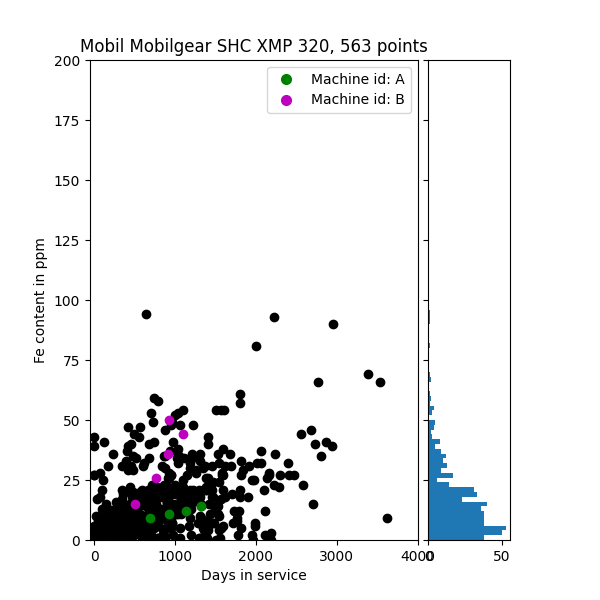 Mobil Mobilgear SHC XMP 320, 563 points
Machine id: A
Machine id: B
200
175
150
125
100
75
50
25
0
Fe content in ppm
0 1000 2000 3000 4000
0 50
Days in service